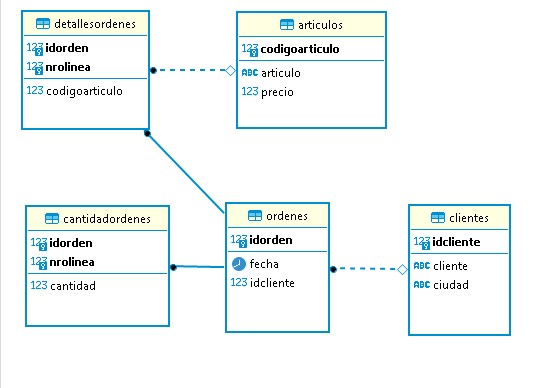 detallesordenes
123 idorden
123 nrolinea
123 codigoarticulo
articulos
123 codigoarticulo
ABC articulo
123 precio
cantidadordenes
123 idorden
123 nrolinea
123 cantidad
ordenes
123 idorden
fecha
123 idcliente
clientes
123 idcliente
ABC cliente
ABC ciudad